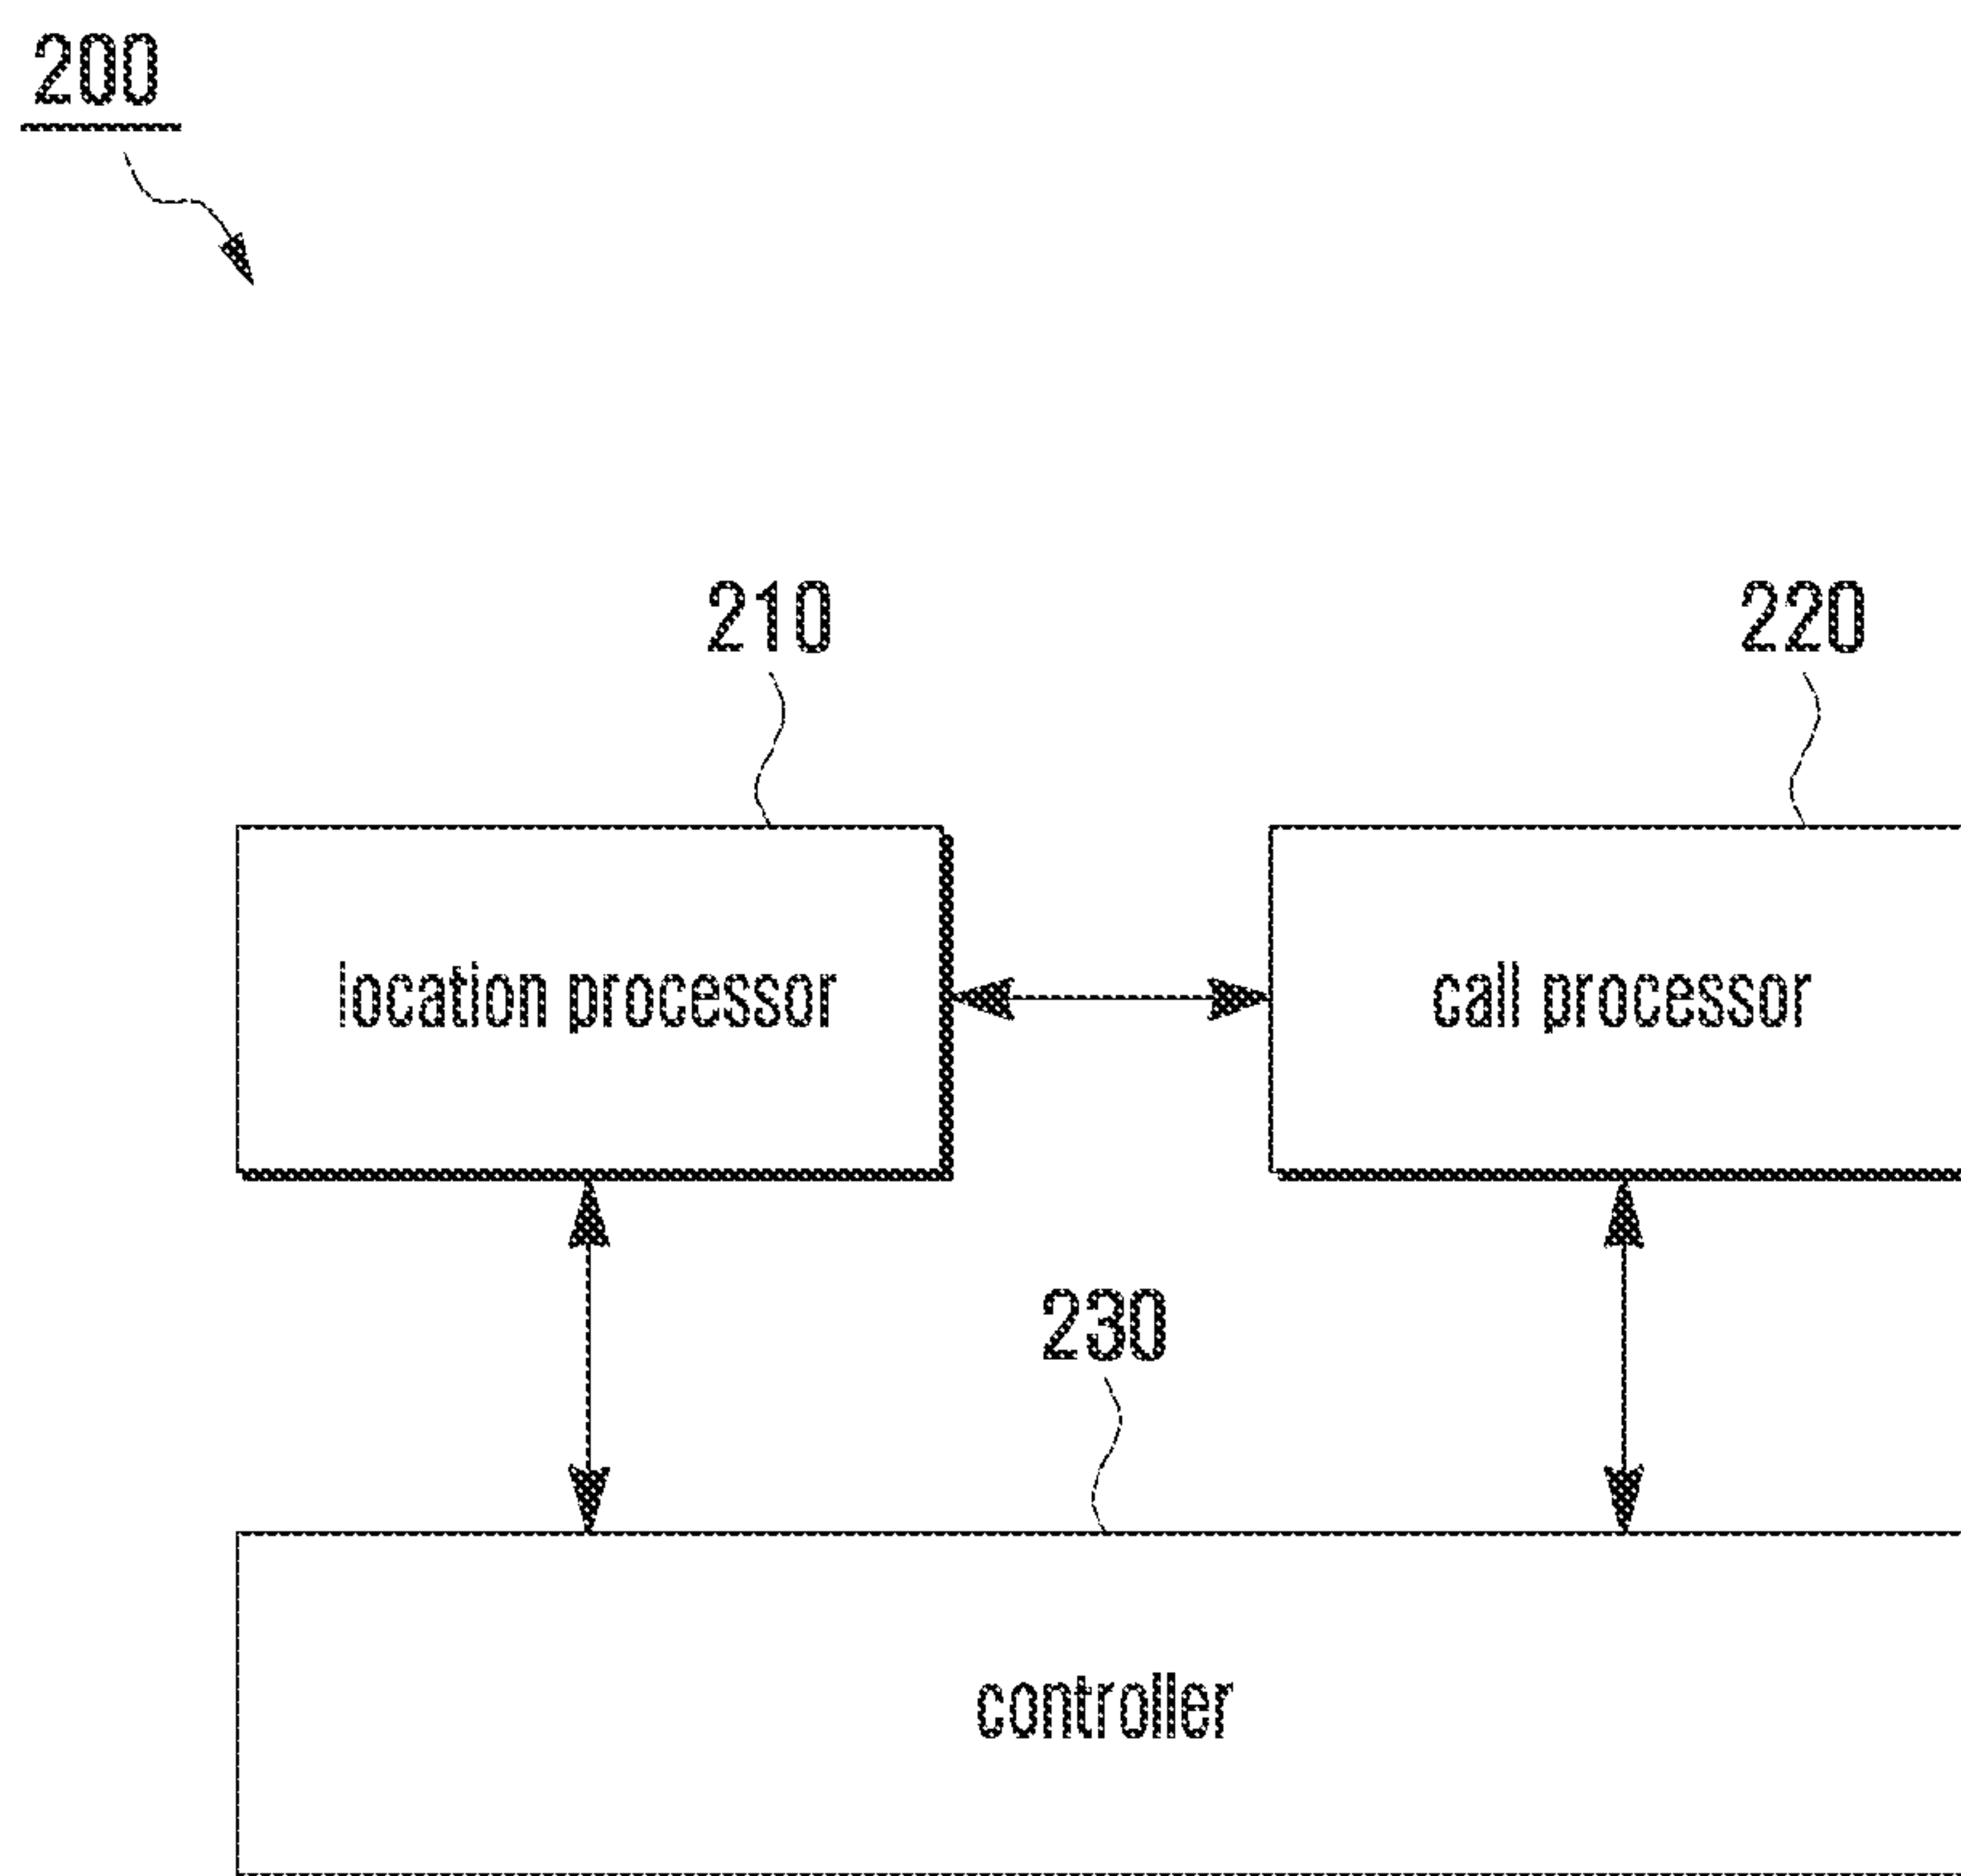 200
210
220
location processor
call processor
230
controller